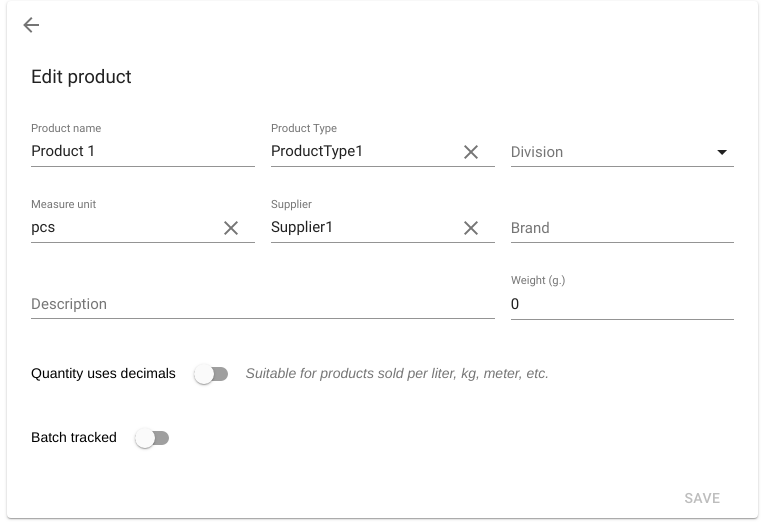 Edit product
Product name
Product 1
Product Type
ProductType1
Division
Measure unit
pcs
Supplier
Supplier1
Brand
Description
Weight (g.)
0
Quantity uses decimals
Suitable for products sold per liter, kg, meter, etc.
Batch tracked
SAVE